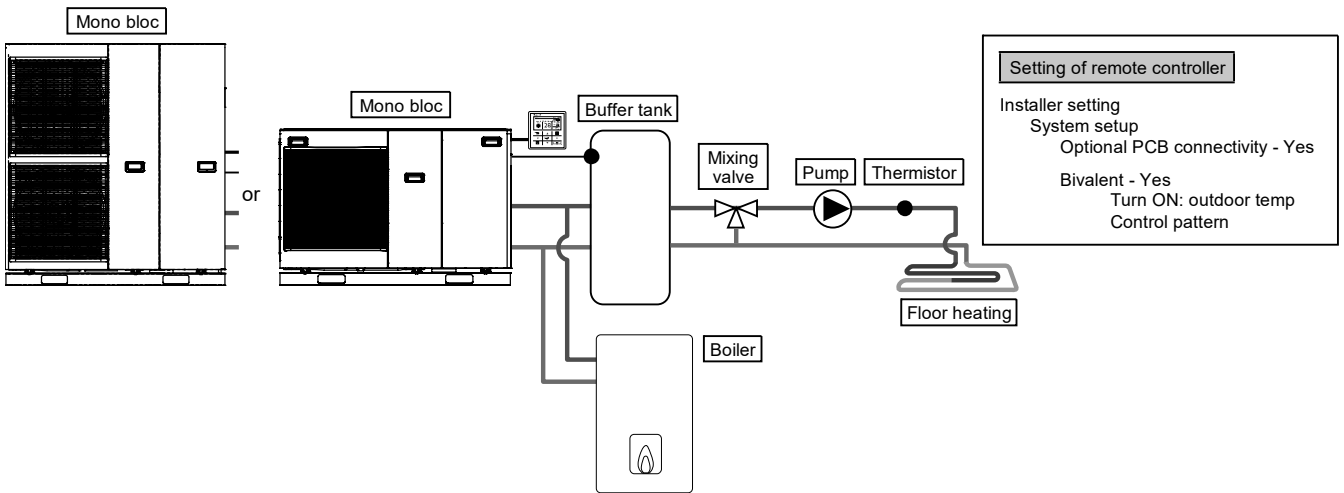 Mono bloc
or
Mono bloc
Buffer tank
Mixing
valve
Pump
Thermistor
Floor heating
Boiler
Setting of remote controller
Installer setting
System setup
Optional PCB connectivity - Yes
Bivalent - Yes
Turn ON: outdoor temp
Control pattern